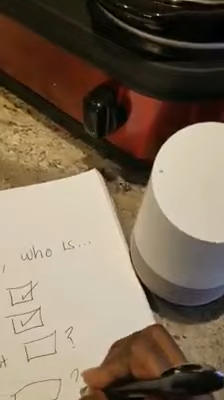 , who is...
☑
☑
☐ ?
?